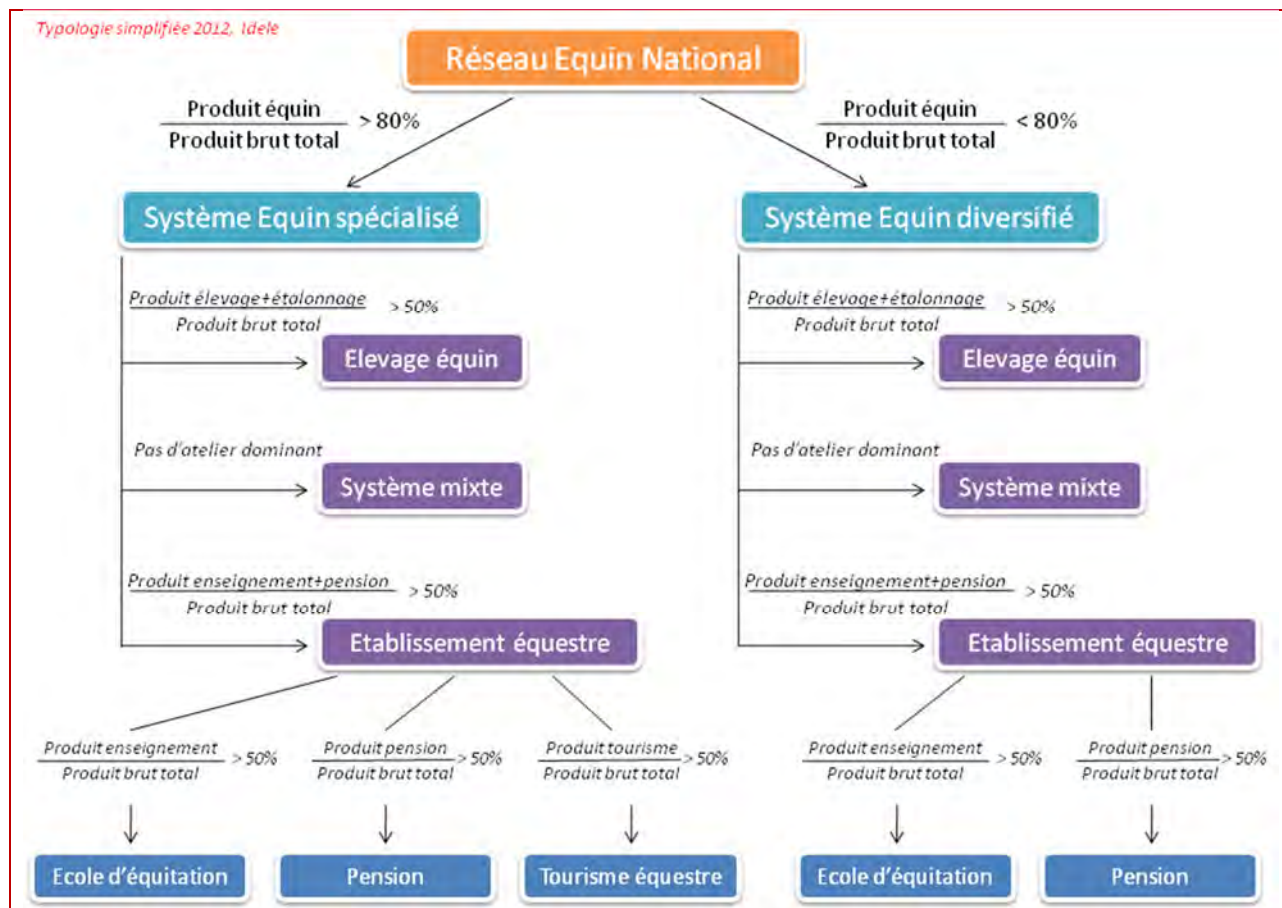 Typologie simplifiée 2012, Idele
Réseau Equin National
Produit équin
Produit brut total
> 80%
Produit équin
Produit brut total
< 80%
Système Equin spécialisé
Système Equin diversifié
Produit élevage+étalonnage
Produit brut total
> 50%
Elevage équin
Pas d'atelier dominant
Système mixte
Produit enseignement+pension
Produit brut total
> 50%
Etablissement équestre
Produit élevage+étalonnage
Produit brut total
> 50%
Elevage équin
Pas d'atelier dominant
Système mixte
Produit enseignement+pension
Produit brut total
> 50%
Etablissement équestre
Produit enseignement
Produit brut total
> 50%
Produit pension
Produit brut total
> 50%
Produit tourisme
Produit brut total
> 50%
Produit enseignement
Produit brut total
> 50%
Produit pension
Produit brut total
> 50%
Ecole d'équitation
Pension
Tourisme équestre
Ecole d'équitation
Pension